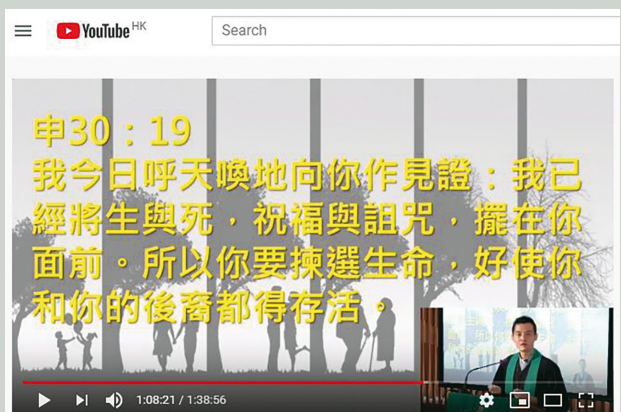 YouTube HK
Search
申30：19
我今日呼天喚地向你作見證：我已
經將生與死，祝福與詛咒，擺在你
面前。所以你要揀選生命，好使你
和你的後裔都得存活。
1:08:21 / 1:38:56